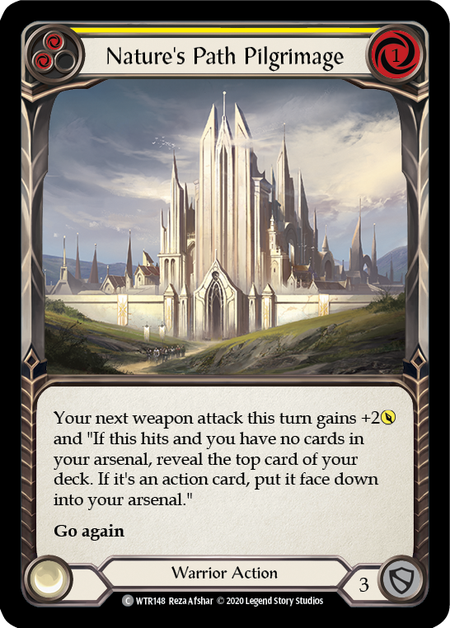 Nature's Path Pilgrimage
1
Your next weapon attack this turn gains +2
and "If this hits and you have no cards in
your arsenal, reveal the top card of your
deck. If it's an action card, put it face down
into your arsenal."
Go again
Warrior Action
3
C WTR148 Reza Afshar © 2020 Legend Story Studios